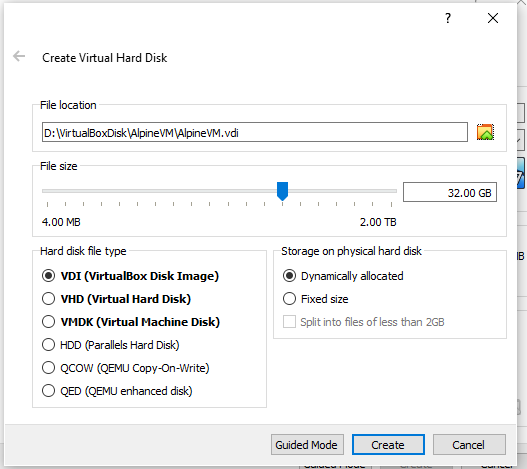 ?
Create Virtual Hard Disk
File location
D:\VirtualBoxDisk\AlpineVM\AlpineVM.vdi
File size
32.00 GB
4.00 MB 2.00 TB
Hard disk file type
VDI (VirtualBox Disk Image)
VHD (Virtual Hard Disk)
VMDK (Virtual Machine Disk)
HDD (Parallels Hard Disk)
QCOW (QEMU Copy-On-Write)
QED (QEMU enhanced disk)
Storage on physical hard disk
Dynamically allocated
Fixed size
Split into files of less than 2GB
Guided Mode Create Cancel